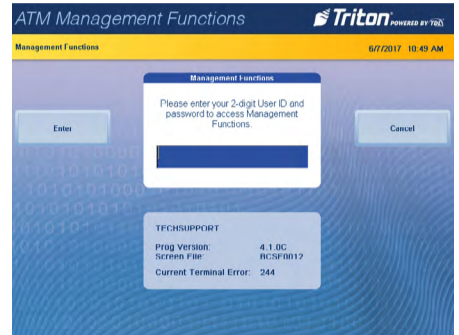 ATM Management Functions
Triton POWERED BY TDS
Management Functions
6/7/2017 10:49 AM
Management Functions
Please enter your 2-digit User ID and
password to access Management
Functions.
Enter
Cancel
TECHSUPPORT
Prog Version: 4.1.0C
Screen File: BCSF0012
Current Terminal Error: 244